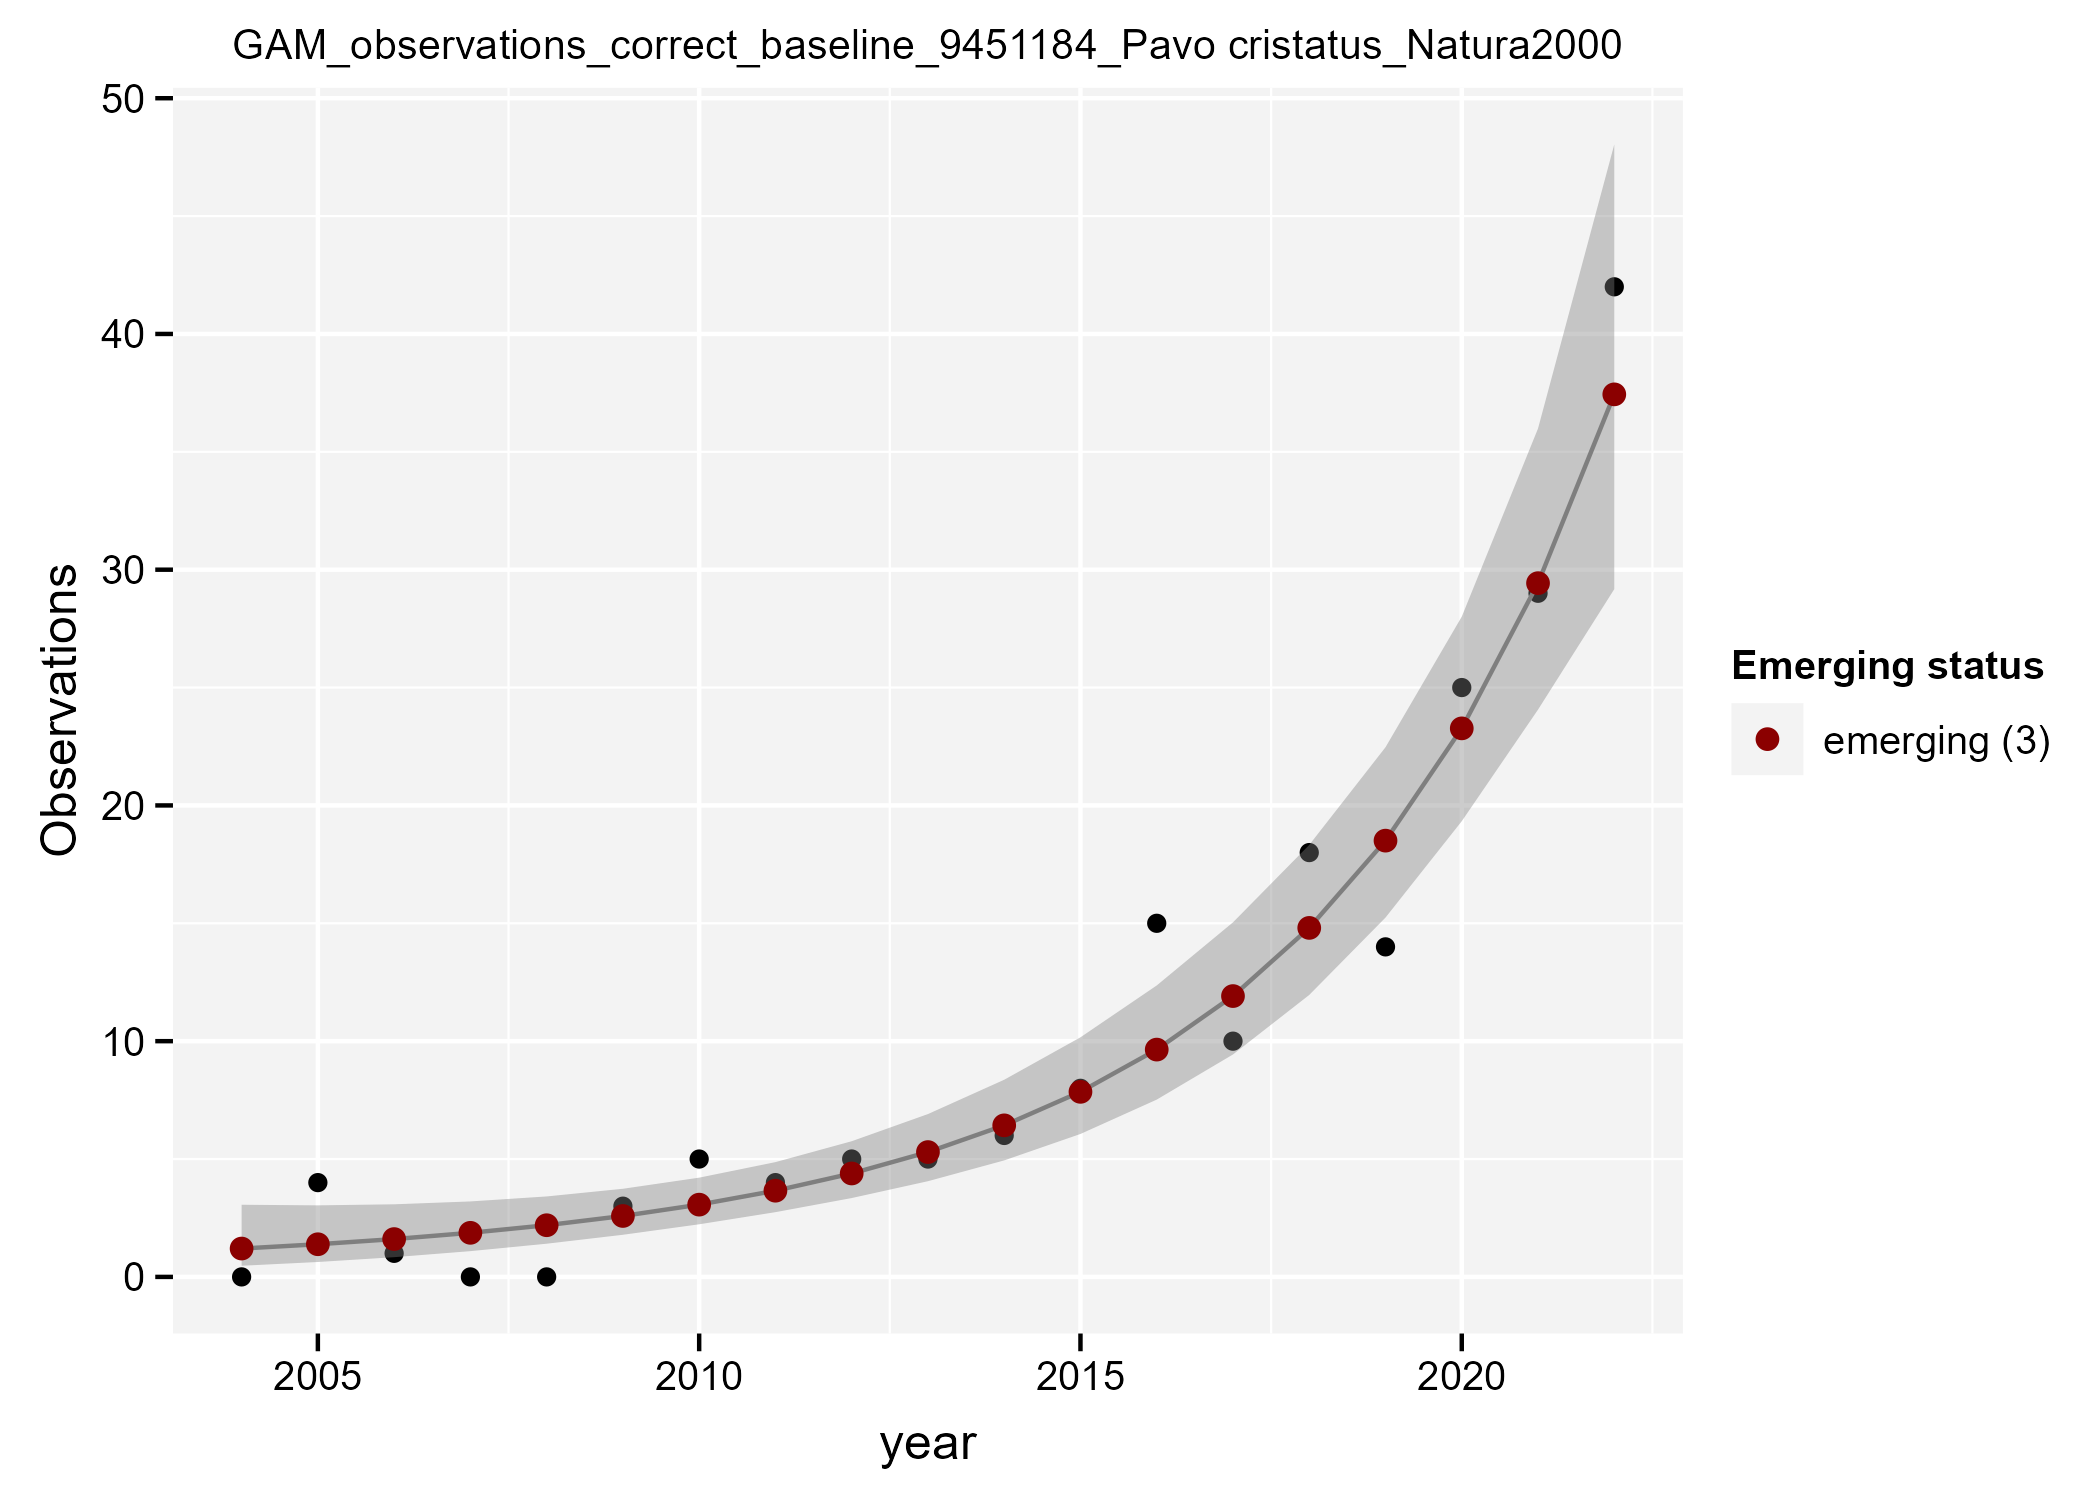 GAM_observations_correct_baseline_9451184_Pavo cristatus_Natura2000
50
40
30
20
10
0
Observations
2005 2010 2015 2020
year
Emerging status
emerging (3)